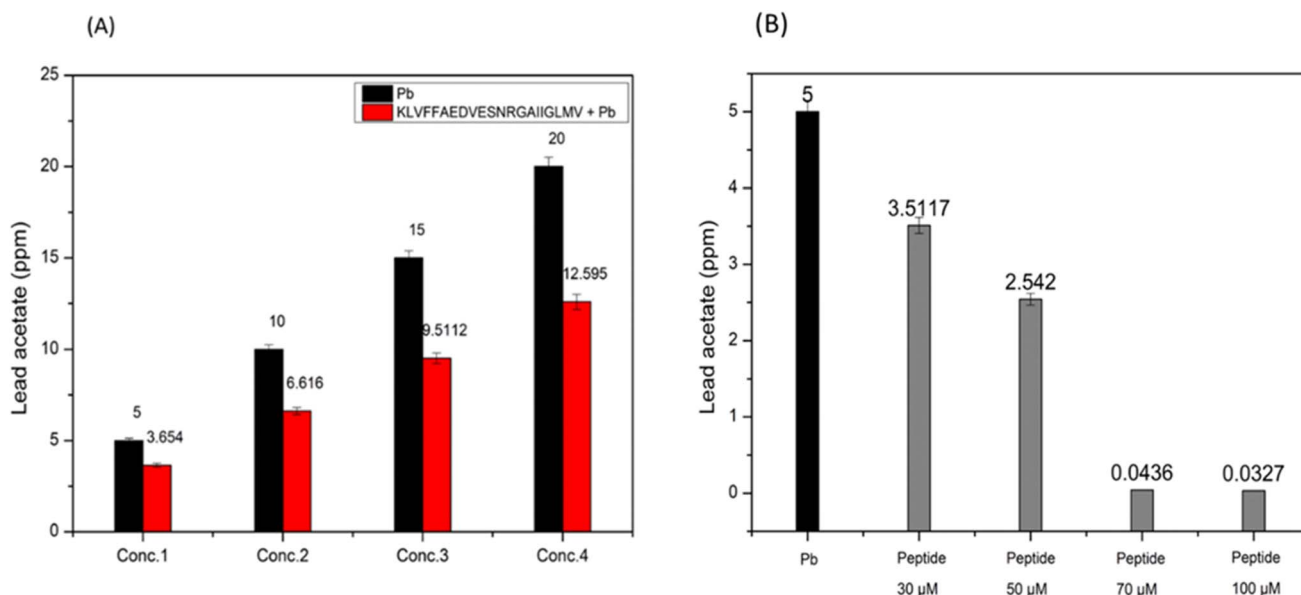 (A)
Lead acetate (ppm)
25
20
15
10
5
0
Pb
KLVFFAEDVESNRGAIIGLMV + Pb
5
3.654
10
6.616
15
9.5112
20
12.595
Conc.1
Conc.2
Conc.3
Conc.4
(B)
Lead acetate (ppm)
5
4
3
2
1
0
5
3.5117
2.542
0.0436
0.0327
Pb
Peptide
30 μM
Peptide
50 μM
Peptide
70 μM
Peptide
100 μM